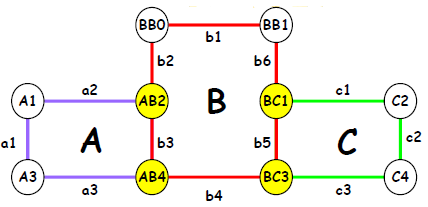 BB0 b1 BB1
b2 b6
A1 a2 AB2 B BC1 c1 C2
a1 A b3 b5 C c2
A3 a3 AB4 b4 BC3 c3 C4